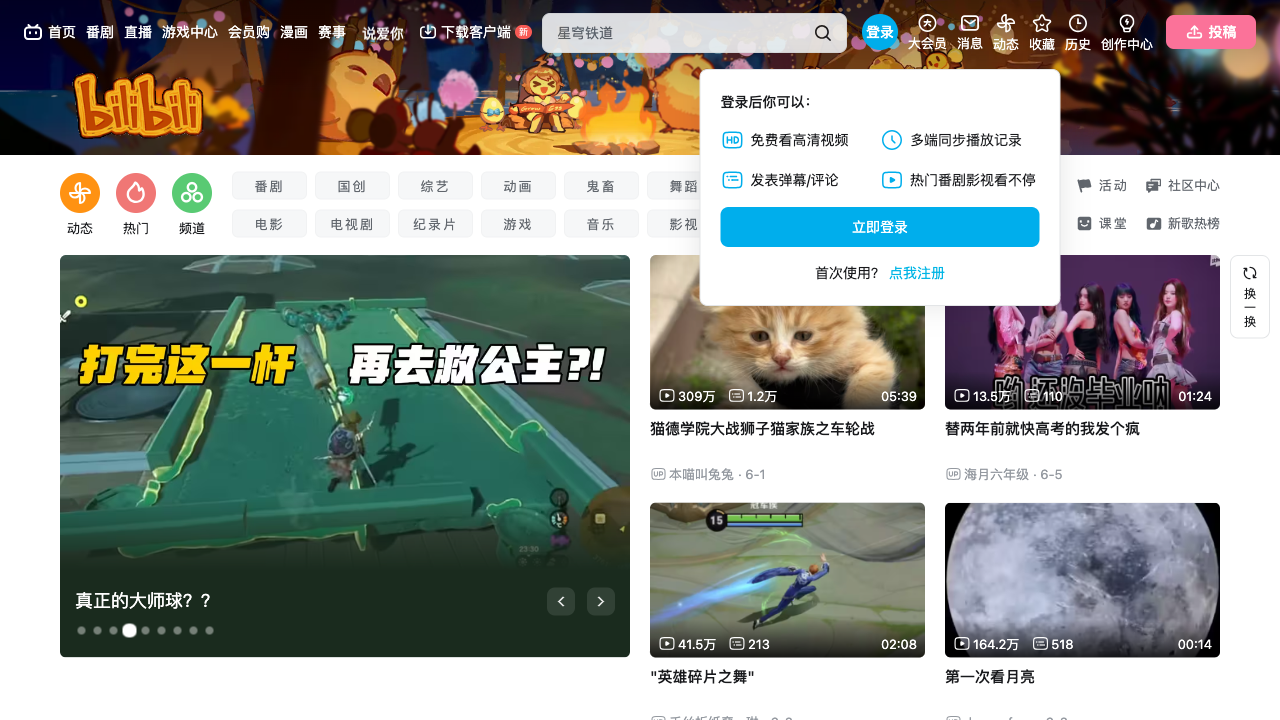 首页 番剧 直播 游戏中心 会员购 漫画 赛事 说爱你 下载客户端 新
星穹铁道
登录 大会员 消息 动态 收藏 历史 创作中心 投稿
bilibili
登录后你可以：
免费看高清视频 多端同步播放记录
发表弹幕/评论 热门番剧影视看不停
立即登录
首次使用？ 点我注册
动态 热门 频道
番剧 国创 综艺 动画 鬼畜 舞蹈 活动 社区中心
电影 电视剧 纪录片 游戏 音乐 影视 课堂 新歌热榜
换一换
打完这一杆 再去救公主?!
23:30
真正的大师球？？
309万 1.2万 05:39
猫德学院大战狮子猫家族之车轮战
本喵叫兔兔 · 6-1
哟 还没毕业呐
13.5万 110 01:24
替两年前就快高考的我发个疯
海月六年级 · 6-5
15
41.5万 213 02:08
"英雄碎片之舞"
164.2万 518 00:14
第一次看月亮